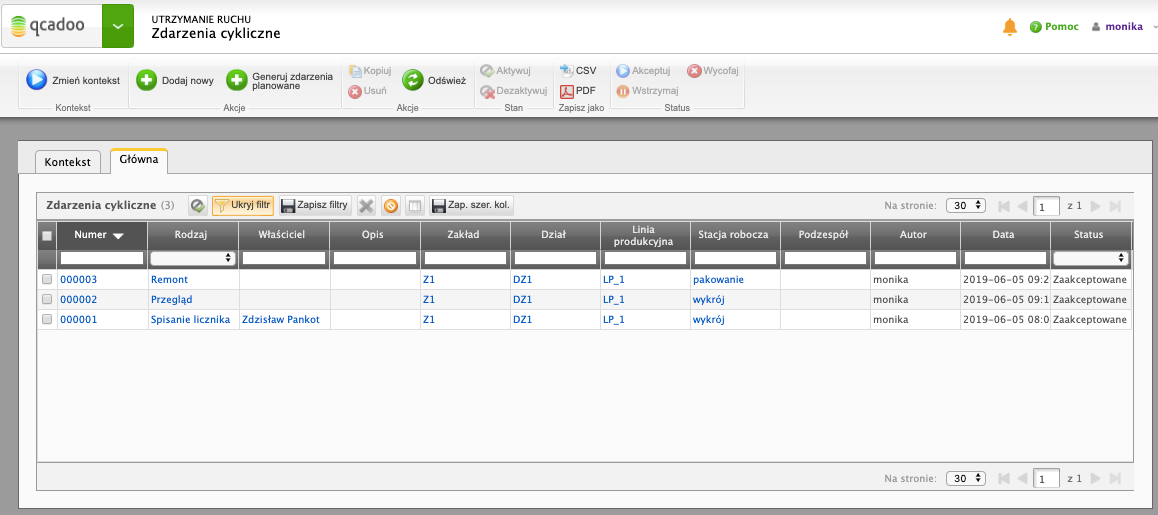 qcadoo
UTRZYMANIE RUCHU
Zdarzenia cykliczne
Pomoc monika
Zmień kontekst
Kontekst
Dodaj nowy
Generuj zdarzenia
planowane
Akcje
Kopiuj
Usuń
Odśwież
Akcje
Aktywuj
Dezaktywuj
Stan
CSV
PDF
Zapisz jako
Akceptuj Wycofaj
Wstrzymaj
Status
Kontekst Główna
Zdarzenia cykliczne (3) Ukryj filtr Zapisz filtry Zap. szer. kol. Na stronie: 30 1 z 1
Numer Rodzaj Właściciel Opis Zakład Dział Linia produkcyjna Stacja robocza Podzespół Autor Data Status
000003 Remont Z1 DZ1 LP_1 pakowanie monika 2019-06-05 09:2 Zaakceptowane
000002 Przegląd Z1 DZ1 LP_1 wykrój monika 2019-06-05 09:1 Zaakceptowane
000001 Spisanie licznika Zdzisław Pankot Z1 DZ1 LP_1 wykrój monika 2019-06-05 08:0 Zaakceptowane
Na stronie: 30 1 z 1